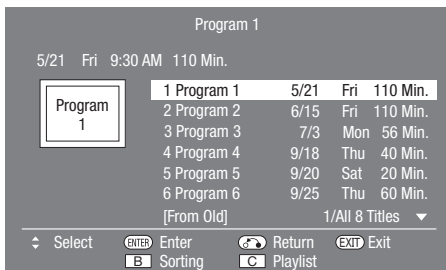 Program 1
5/21 Fri 9:30 AM 110 Min.
Program
1
1 Program 1 5/21 Fri 110 Min.
2 Program 2 6/15 Fri 110 Min.
3 Program 3 7/3 Mon 56 Min.
4 Program 4 9/18 Thu 40 Min.
5 Program 5 9/20 Sat 20 Min.
6 Program 6 9/25 Thu 60 Min.
[From Old] 1/All 8 Titles
Select ENTER Enter Return EXIT Exit
B Sorting C Playlist